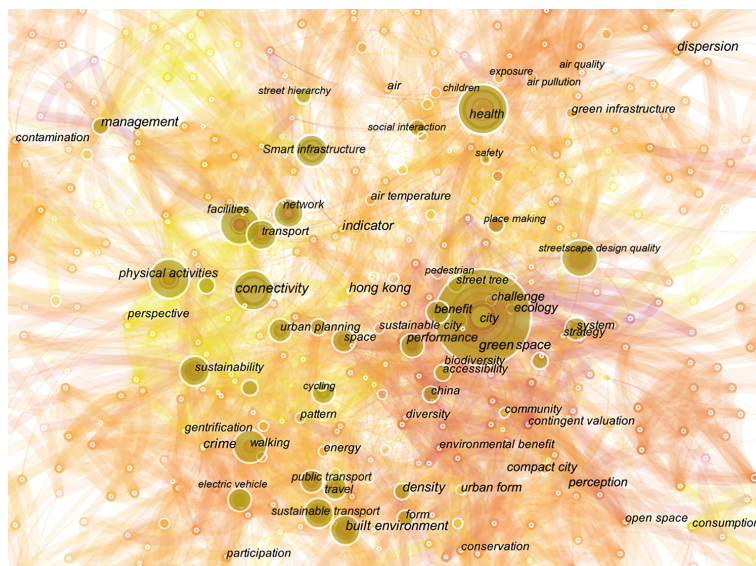 dispersion
air quality
exposure
air pullution
air
children
street hierarchy
green infrastructure
health
management
social interaction
contamination
Smart infrastructure
safety
air temperature
network
facilities
place making
indicator
transport
streetscape design quality
pedestrian
physical activities
street tree
connectivity
hong kong
challenge
benefit
ecology
perspective
city
urban planning
sustainable city
system
strategy
space
performance
green space
biodiversity
sustainability
accessibility
cycling
china
pattern
diversity
community
contingent valuation
gentrification
crime
walking
energy
environmental benefit
compact city
public transport
electric vehicle
travel
density
urban form
perception
sustainable transport
form
built environment
open space
consumption
participation
conservation